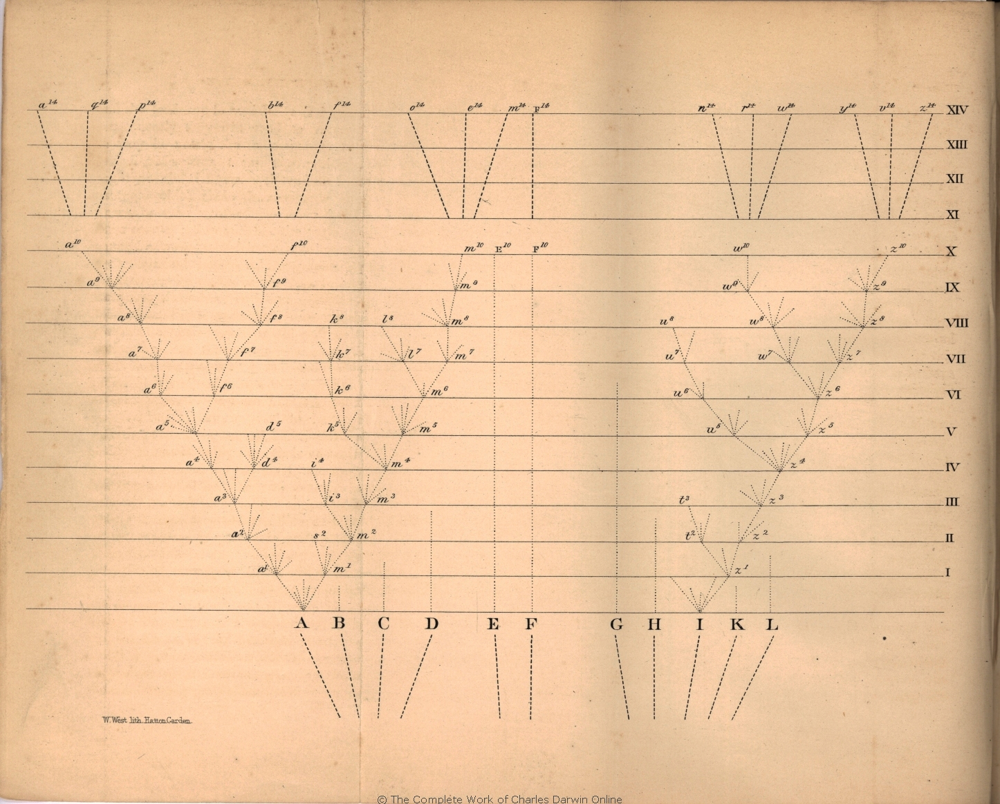 a¹⁴ q¹⁴ p¹⁴ b¹⁴ f¹⁴ o¹⁴ e¹⁴ m¹⁴ F¹⁴ n¹⁴ r¹⁴ w¹⁴ y¹⁴ v¹⁴ z¹⁴ XIV
XIII
XII
XI
a¹⁰ f¹⁰ m¹⁰ E¹⁰ F¹⁰ w¹⁰ z¹⁰ X
a⁹ f⁹ m⁹ w⁹ z⁹ IX
a⁸ f⁸ k⁸ l⁸ m⁸ u⁸ w⁸ z⁸ VIII
a⁷ f⁷ k⁷ l⁷ m⁷ u⁷ w⁷ z⁷ VII
a⁶ f⁶ k⁶ m⁶ u⁶ z⁶ VI
a⁵ d⁵ k⁵ m⁵ u⁵ z⁵ V
a⁴ d⁴ i⁴ m⁴ z⁴ IV
a³ i³ m³ t³ z³ III
a² s² m² t² z² II
a¹ m¹ z¹ I
A B C D E F G H I K L
W. West lith. Hatton Garden.
© The Complete Work of Charles Darwin Online